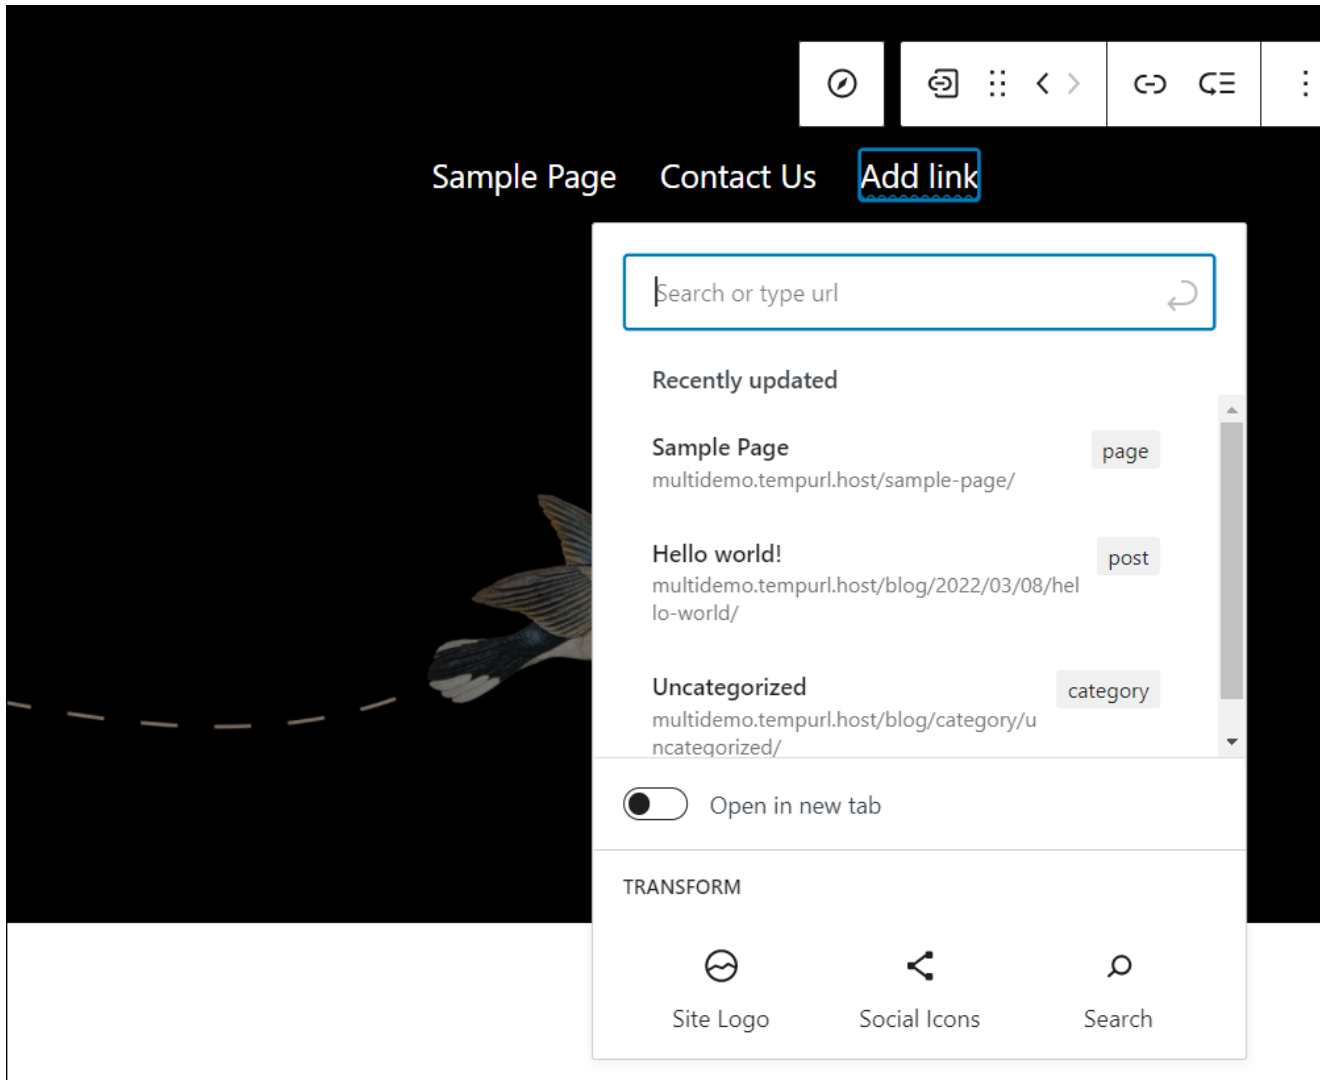 Sample Page Contact Us Add link
Search or type url
Recently updated
Sample Page page
multidemo.tempurl.host/sample-page/
Hello world! post
multidemo.tempurl.host/blog/2022/03/08/hel
lo-world/
Uncategorized category
multidemo.tempurl.host/blog/category/u
ncategorized/
Open in new tab
TRANSFORM
Site Logo Social Icons Search